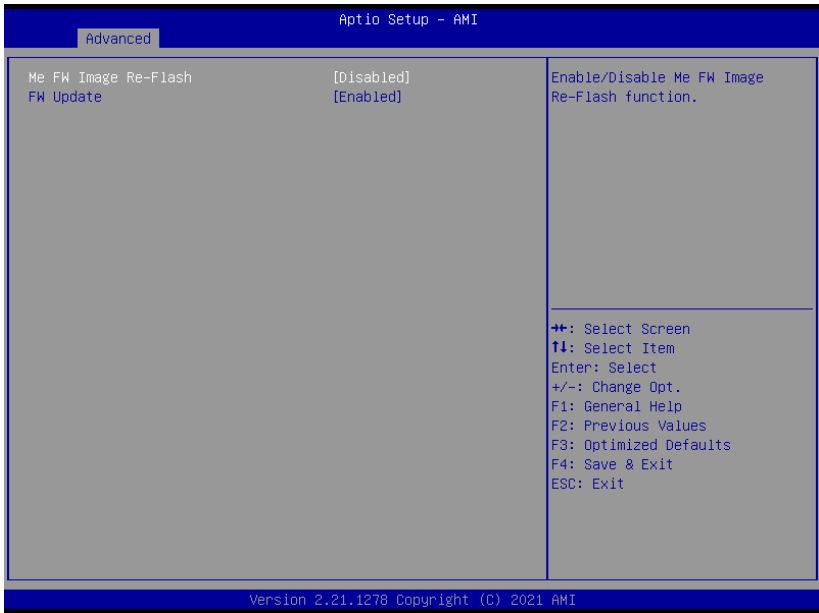 Aptio Setup – AMI
Advanced
Me FW Image Re–Flash [Disabled]
FW Update [Enabled]
Enable/Disable Me FW Image
Re–Flash function.
→←: Select Screen
↑↓: Select Item
Enter: Select
+/–: Change Opt.
F1: General Help
F2: Previous Values
F3: Optimized Defaults
F4: Save & Exit
ESC: Exit
Version 2.21.1278 Copyright (C) 2021 AMI